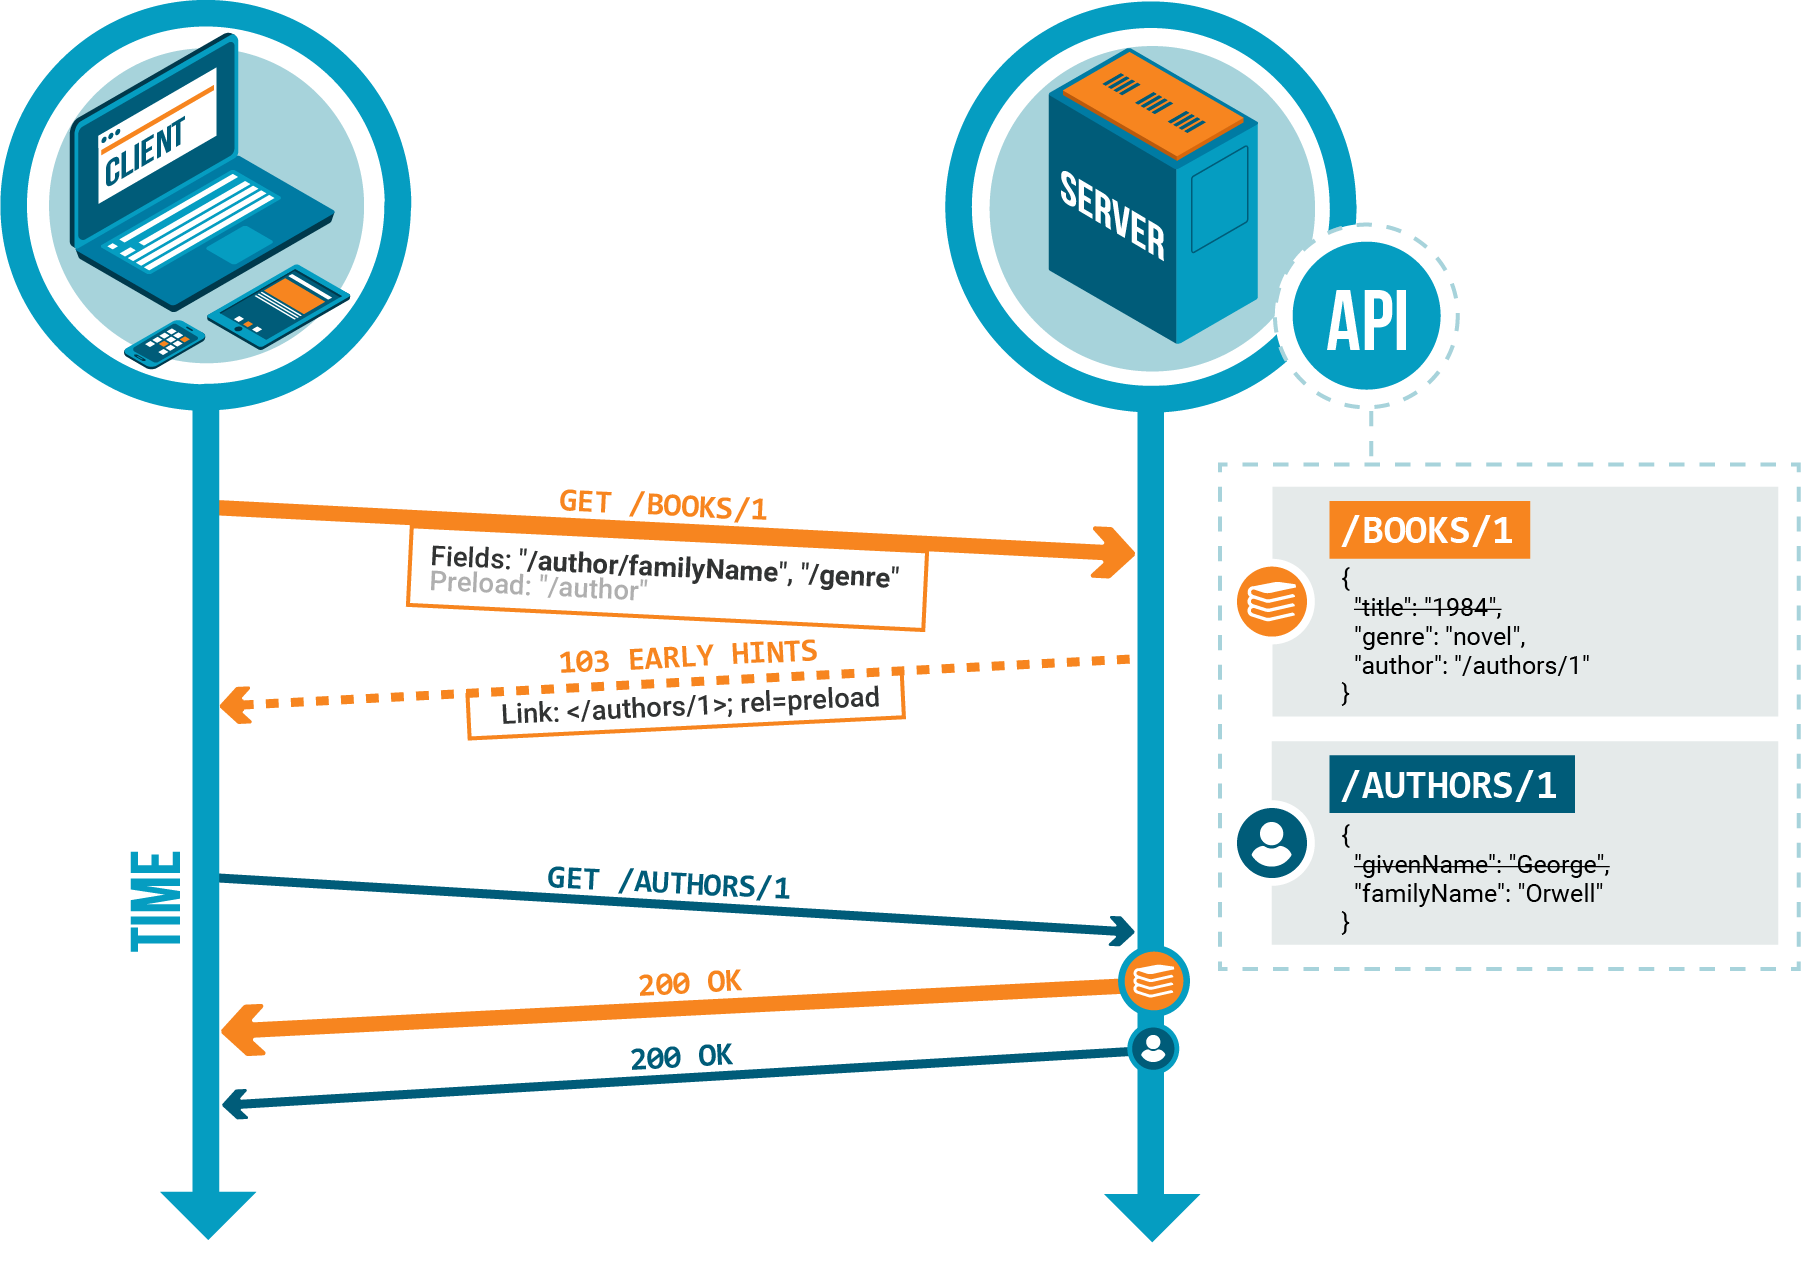 CLIENT
SERVER
API
GET /BOOKS/1
Fields: "/author/familyName", "/genre"
Preload: "/author"
103 EARLY HINTS
Link: </authors/1>; rel=preload
TIME
GET /AUTHORS/1
200 OK
200 OK
/BOOKS/1
{
"title": "1984",
"genre": "novel",
"author": "/authors/1"
}
/AUTHORS/1
{
"givenName": "George",
"familyName": "Orwell"
}